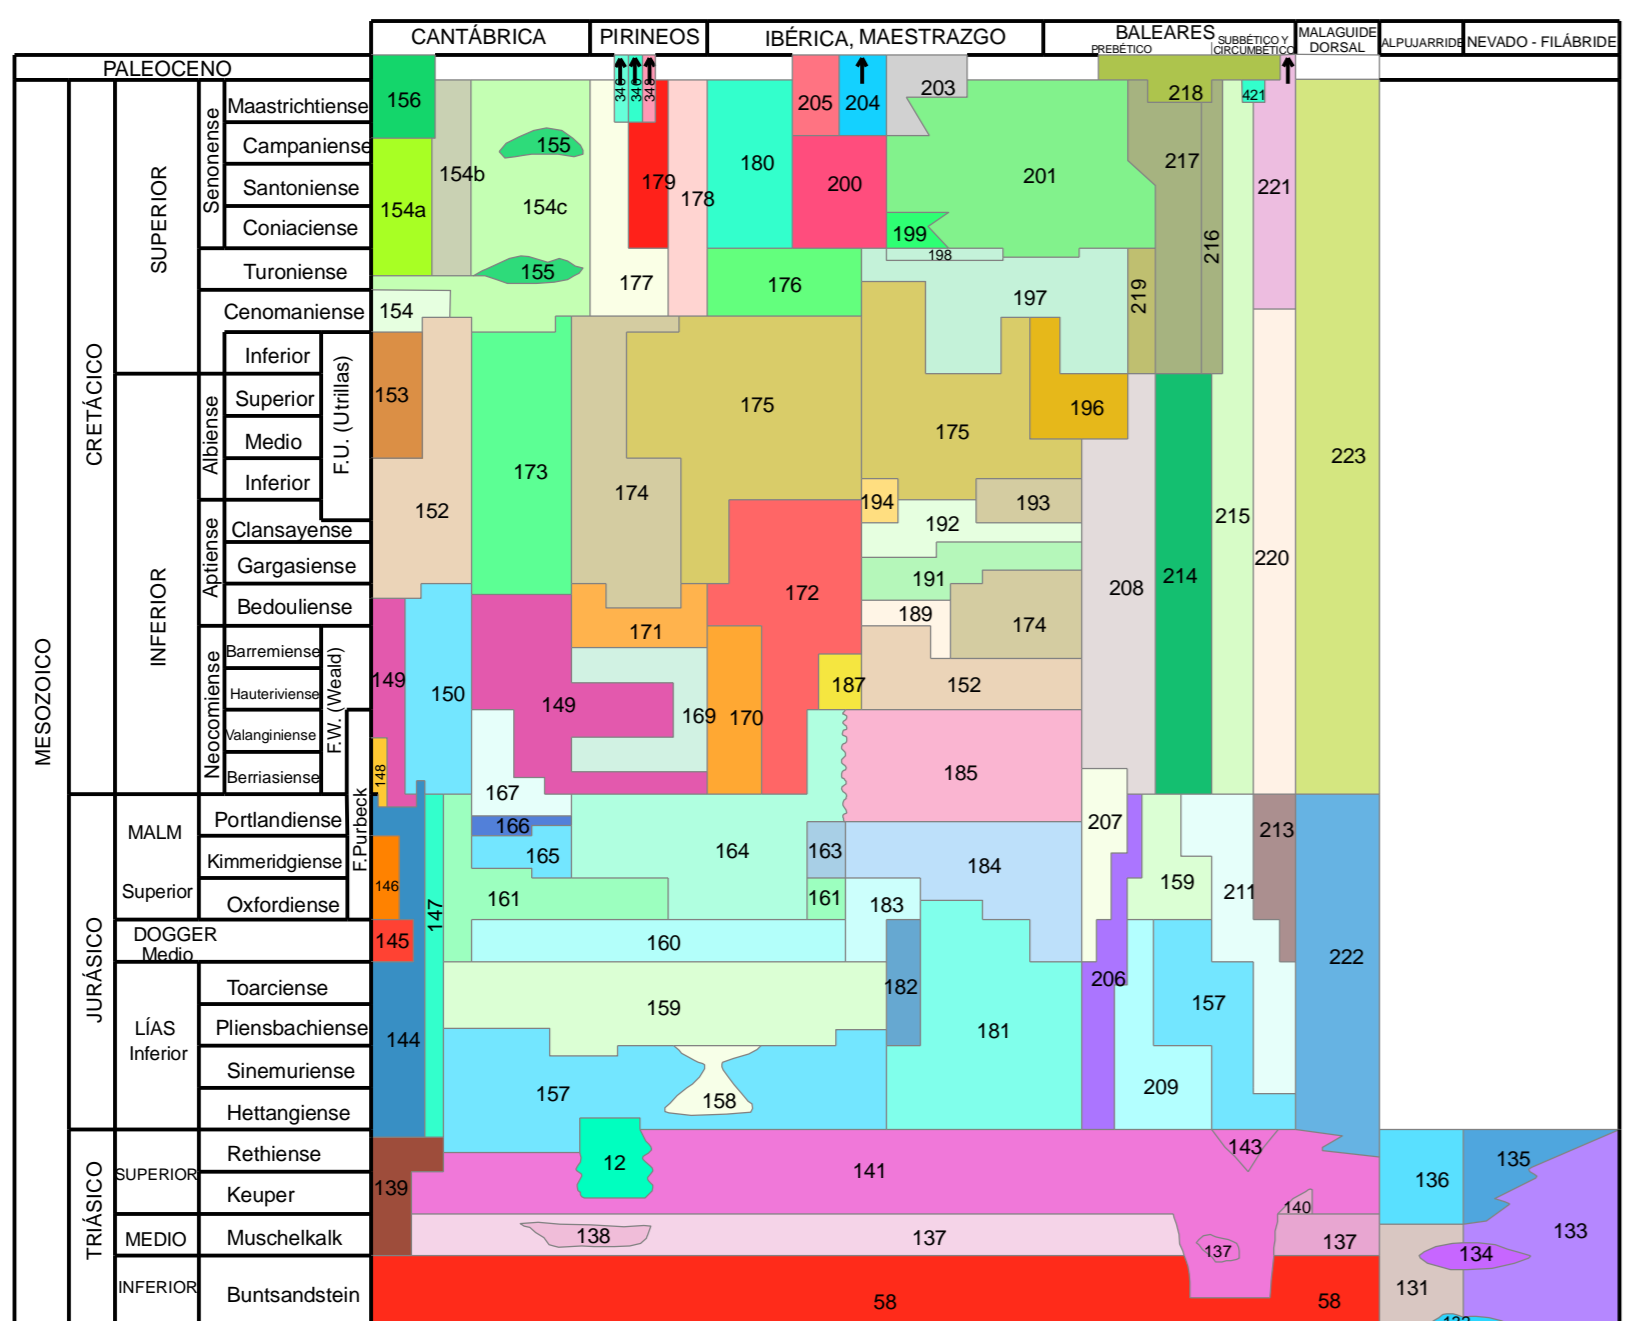 CANTÁBRICA PIRINEOS IBÉRICA, MAESTRAZGO BALEARES MALAGUIDE DORSAL ALPUJARRIDE NEVADO - FILÁBRIDE
PREBÉTICO SUBBÉTICO Y CIRCUMBÉTICO
PALEOCENO
MESOZOICO
CRETÁCICO
SUPERIOR
Senonense
Maastrichtiense 156 346 346 348 205 204 203 218 421
Campaniense 155
154b 180 217
Santoniense 179 178 200 201 221
154a 154c
Coniaciense 199 216
198
Turoniense 155 177 176 219
Cenomaniense 154 197
Inferior
F.U. (Utrillas)
INFERIOR
Albiense
Superior 153 175 196
Medio 175 223
Inferior 173 174 194 193
Aptiense
Clansayense 152 192 215
Gargasiense 191 208 214 220
Bedouliense 172 189 174
Neocomiense
F.W. (Weald)
Barremiense 171
Hauteriviense 149 150 149 187 152
Valanginiense 169 170
Berriasiense 148 167 185
F.Purbeck
JURÁSICO
MALM
Superior
Portlandiense 166 207 213
Kimmeridgiense 165 164 163 184
146 159 211
Oxfordiense 147 161 161 183
DOGGER
Medio
145 160 222
LÍAS
Inferior
Toarciense 159 182 206 157
Pliensbachiense 144 181
Sinemuriense 157 209
Hettangiense 158
TRIÁSICO
SUPERIOR
Rethiense 12 141 143 136 135
Keuper 139 140
MEDIO Muschelkalk 138 137 137 137 134 133
INFERIOR Buntsandstein 58 58 131
132